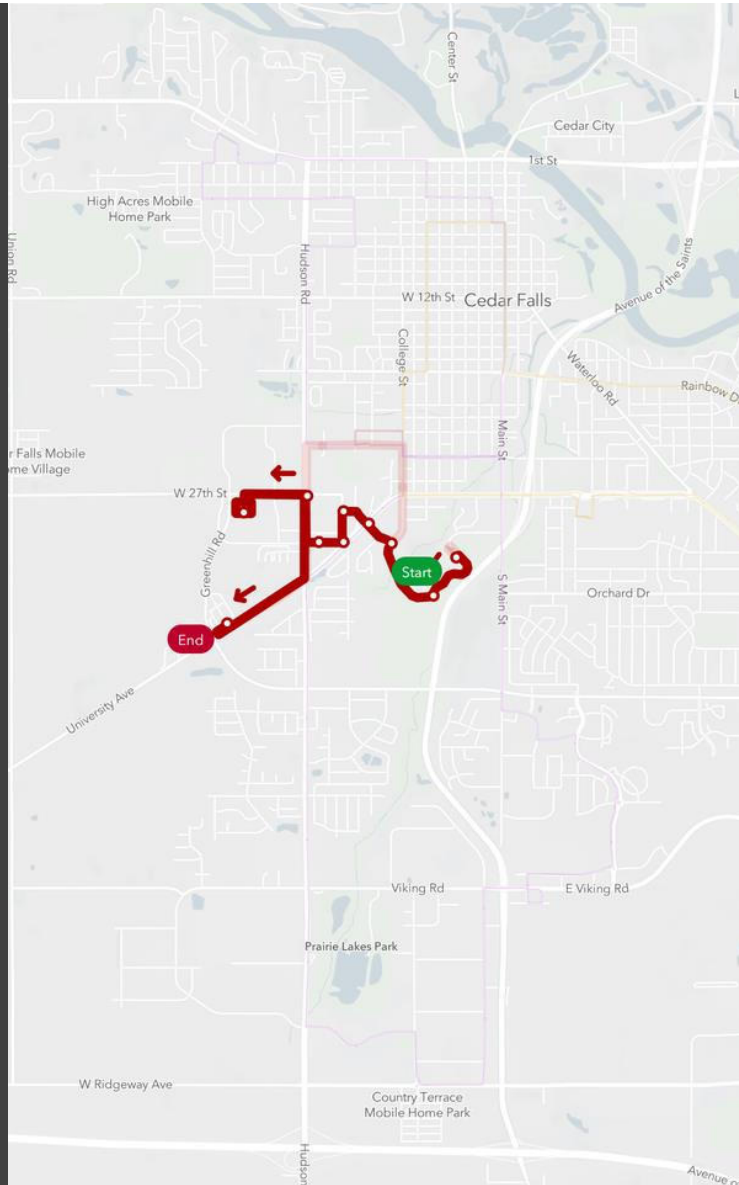 Center St
Cedar City
L
1st St
High Acres Mobile
Home Park
Union Rd
Hudson Rd
Avenue of the Saints
W 12th St
Cedar Falls
College St
Waterloo Rd
Rainbow D
Main St
r Falls Mobile
ome Village
W 27th St
Greenhill Rd
Start
S Main St
Orchard Dr
End
University Ave
Viking Rd
E Viking Rd
Prairie Lakes Park
W Ridgeway Ave
Country Terrace
Mobile Home Park
Hudson
Avenue o